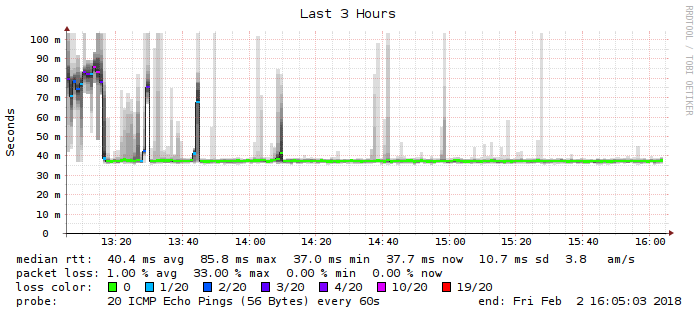 Last 3 Hours
RRDTOOL / TOBI OETIKER
Seconds
100 m
90 m
80 m
70 m
60 m
50 m
40 m
30 m
20 m
10 m
0
13:20 13:40 14:00 14:20 14:40 15:00 15:20 15:40 16:00
median rtt: 40.4 ms avg 85.8 ms max 37.0 ms min 37.7 ms now 10.7 ms sd 3.8 am/s
packet loss: 1.00 % avg 33.00 % max 0.00 % min 0.00 % now
loss color: 0 1/20 2/20 3/20 4/20 10/20 19/20
probe: 20 ICMP Echo Pings (56 Bytes) every 60s end: Fri Feb 2 16:05:03 2018